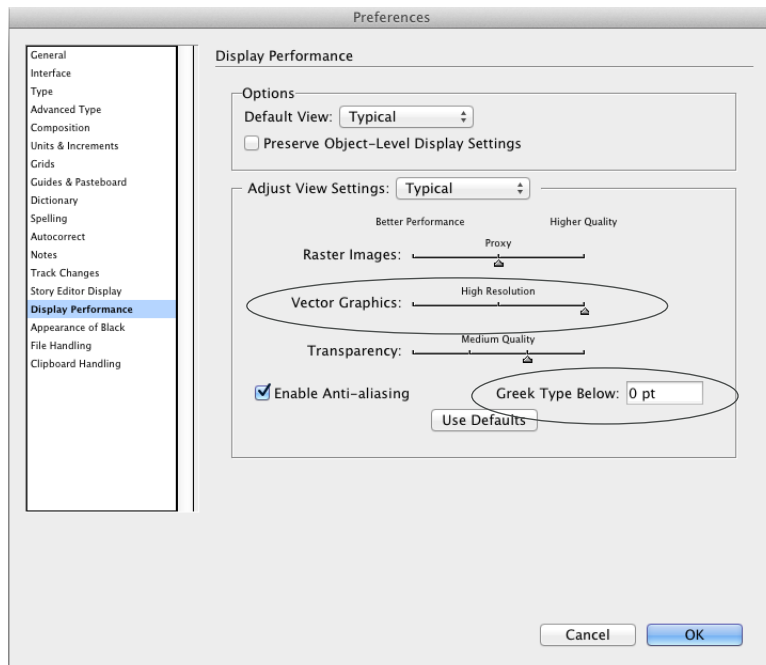 Preferences
General
Interface
Type
Advanced Type
Composition
Units & Increments
Grids
Guides & Pasteboard
Dictionary
Spelling
Autocorrect
Notes
Track Changes
Story Editor Display
Display Performance
Appearance of Black
File Handling
Clipboard Handling
Display Performance
Options
Default View: Typical
Preserve Object-Level Display Settings
Adjust View Settings: Typical
Better Performance Higher Quality
Proxy
Raster Images:
High Resolution
Vector Graphics:
Medium Quality
Transparency:
Enable Anti-aliasing Greek Type Below: 0 pt
Use Defaults
Cancel OK